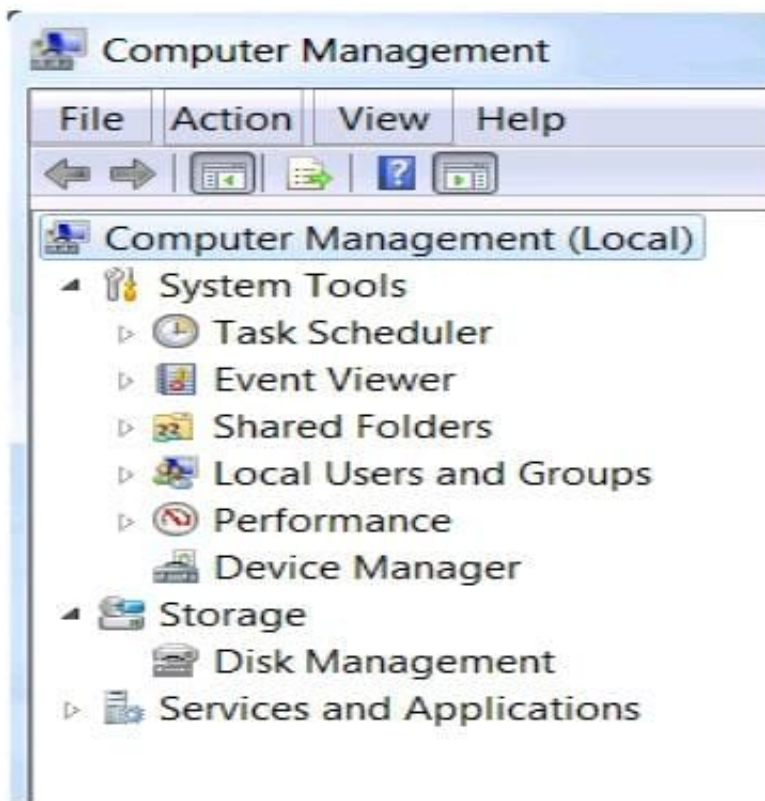 Computer Management
File Action View Help
Computer Management (Local)
System Tools
Task Scheduler
Event Viewer
Shared Folders
Local Users and Groups
Performance
Device Manager
Storage
Disk Management
Services and Applications